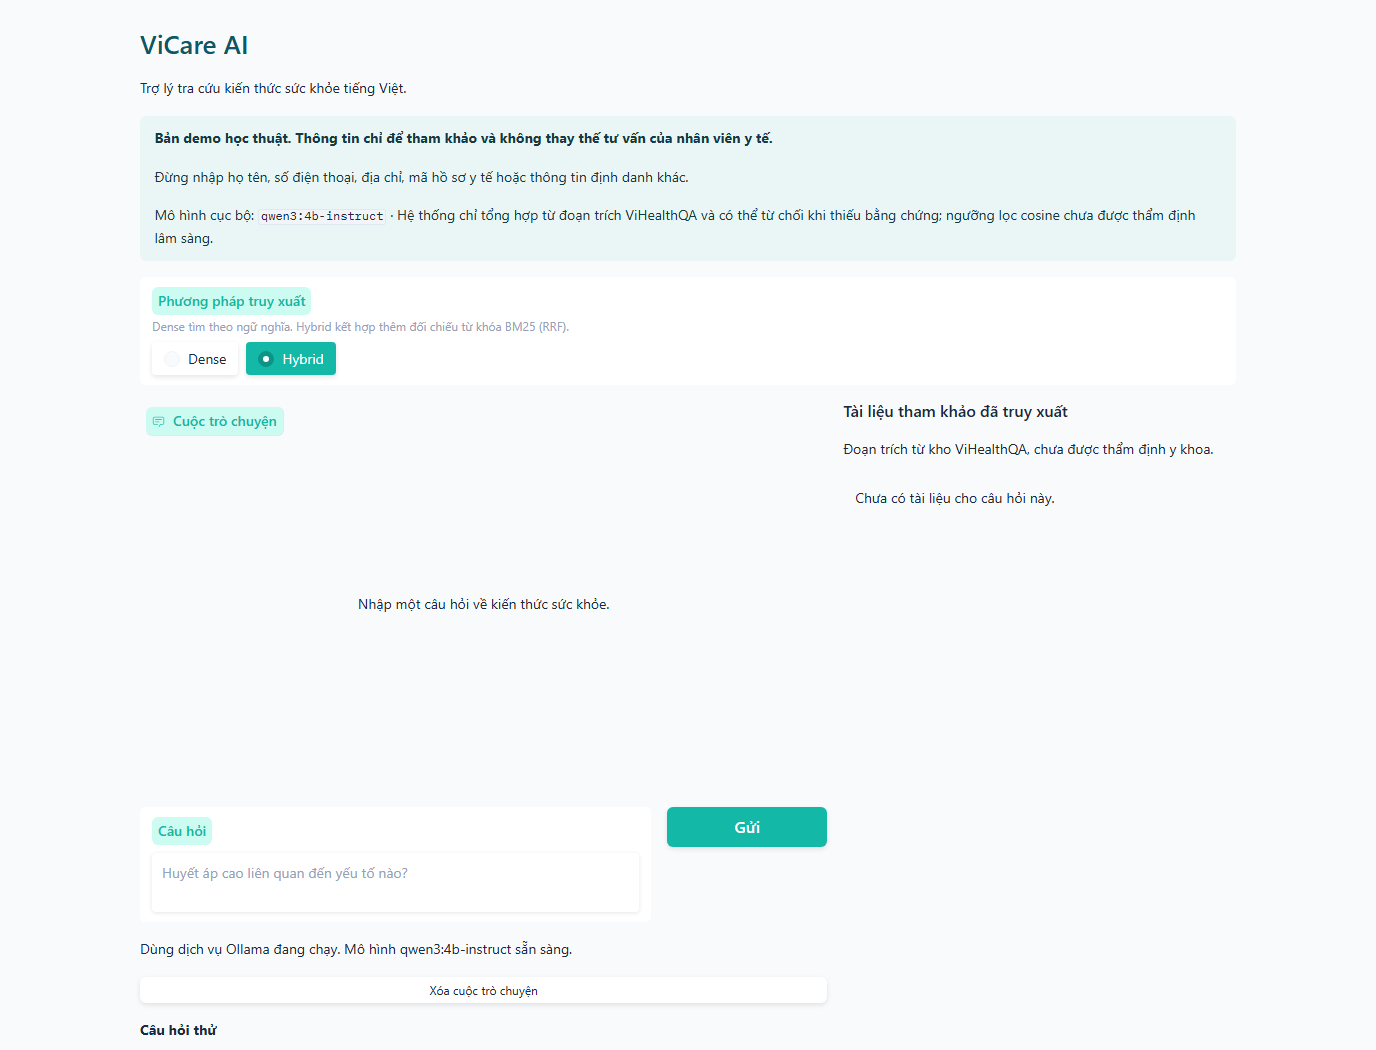 ViCare AI
Trợ lý tra cứu kiến thức sức khỏe tiếng Việt.
Bản demo học thuật. Thông tin chỉ để tham khảo và không thay thế tư vấn của nhân viên y tế.
Đừng nhập họ tên, số điện thoại, địa chỉ, mã hồ sơ y tế hoặc thông tin định danh khác.
Mô hình cục bộ: qwen3:4b-instruct · Hệ thống chỉ tổng hợp từ đoạn trích ViHealthQA và có thể từ chối khi thiếu bằng chứng; ngưỡng lọc cosine chưa được thẩm định
lâm sàng.
Phương pháp truy xuất
Dense tìm theo ngữ nghĩa. Hybrid kết hợp thêm đối chiếu từ khóa BM25 (RRF).
Dense
Hybrid
Cuộc trò chuyện
Nhập một câu hỏi về kiến thức sức khỏe.
Tài liệu tham khảo đã truy xuất
Đoạn trích từ kho ViHealthQA, chưa được thẩm định y khoa.
Chưa có tài liệu cho câu hỏi này.
Câu hỏi
Huyết áp cao liên quan đến yếu tố nào?
Gửi
Dùng dịch vụ Ollama đang chạy. Mô hình qwen3:4b-instruct sẵn sàng.
Xóa cuộc trò chuyện
Câu hỏi thử